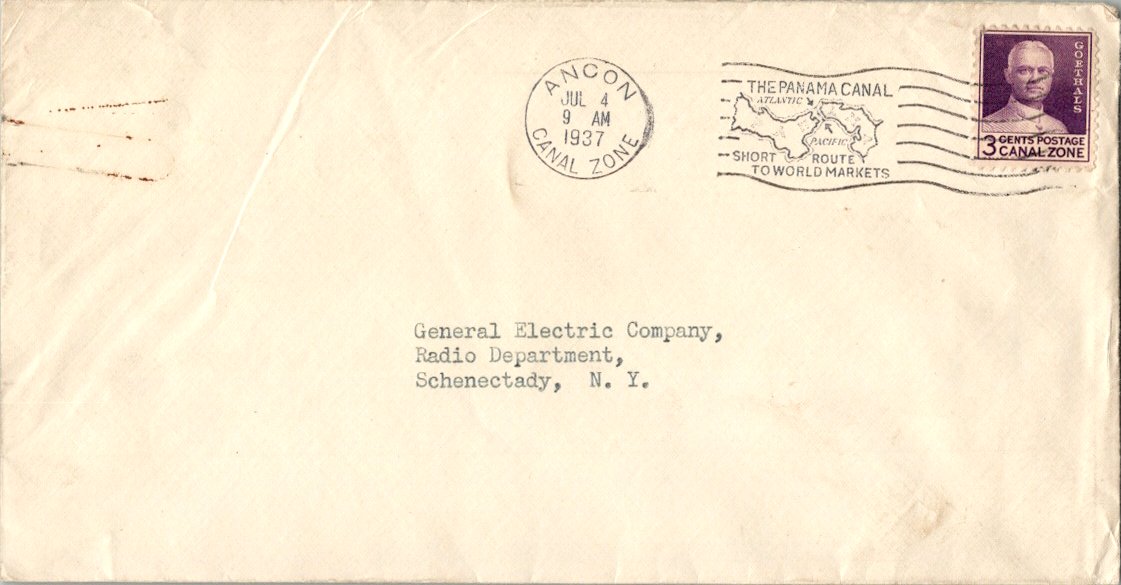 ANCON
JUL 4
9 AM
1937
CANAL ZONE
THE PANAMA CANAL
ATLANTIC
PACIFIC
SHORT ROUTE
TO WORLD MARKETS
GOETHALS
3 CENTS POSTAGE
CANAL ZONE
General Electric Company,
Radio Department,
Schenectady, N. Y.